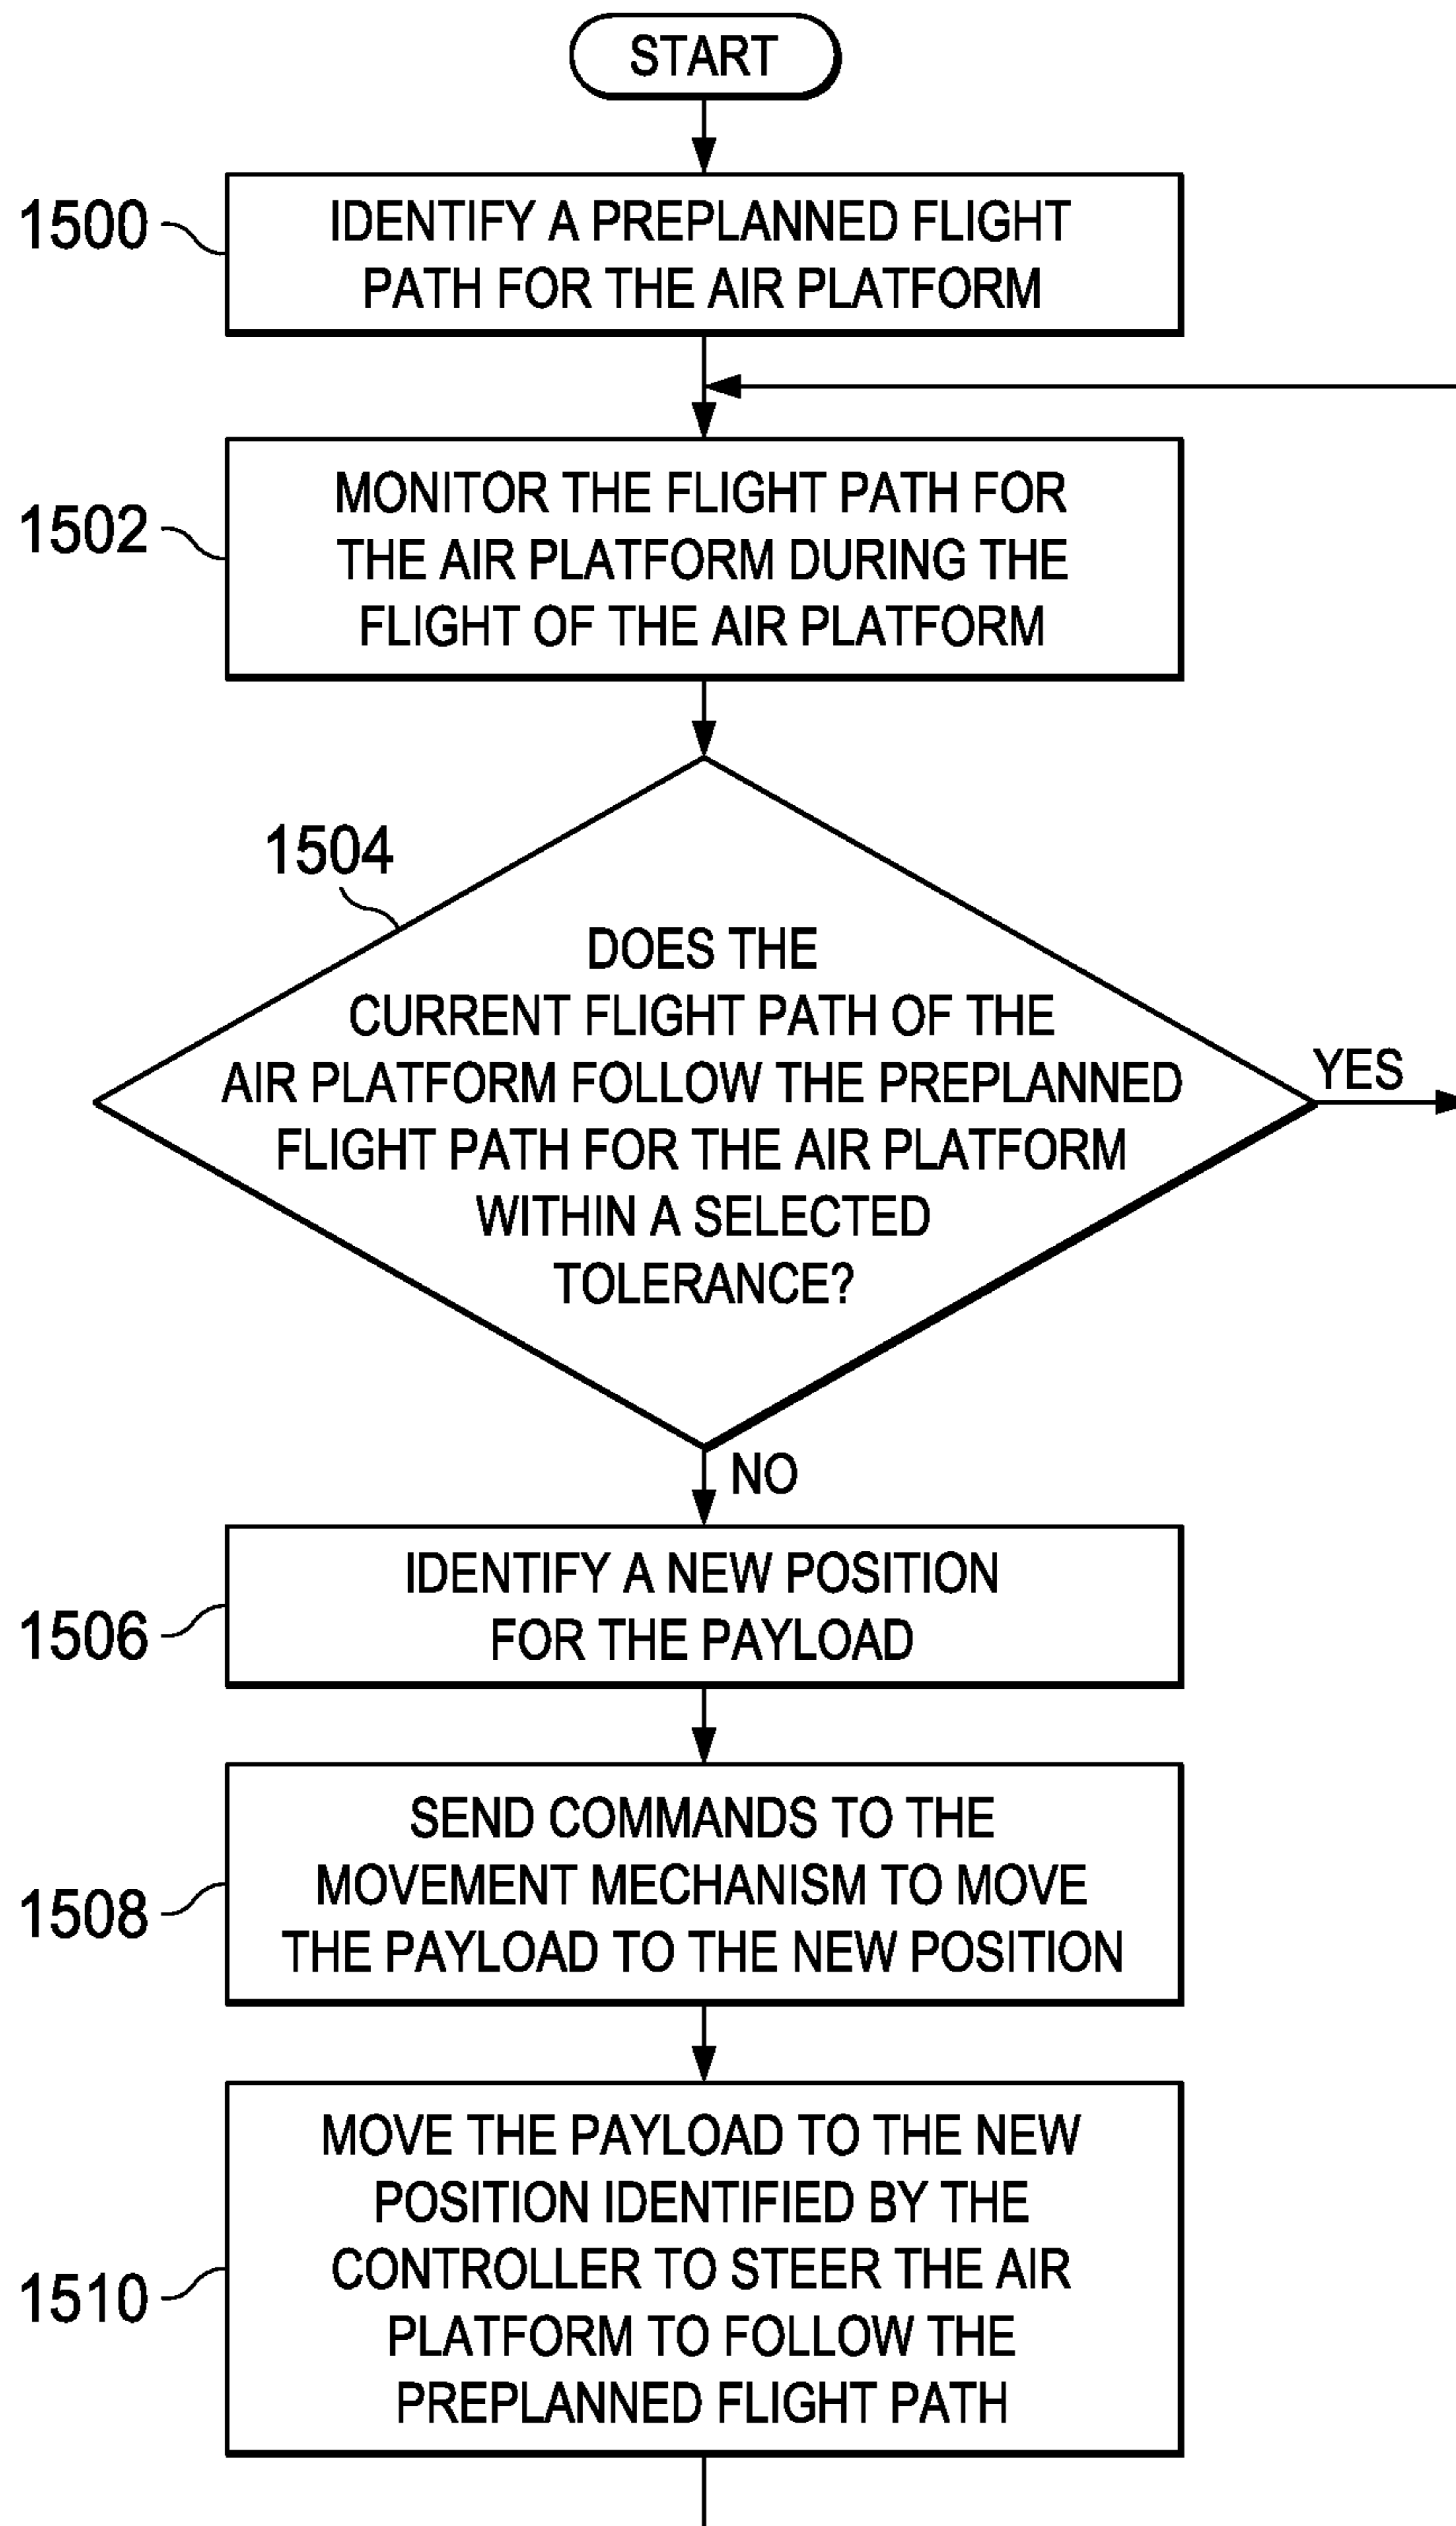 START
1500
IDENTIFY A PREPLANNED FLIGHT
PATH FOR THE AIR PLATFORM
1502
MONITOR THE FLIGHT PATH FOR
THE AIR PLATFORM DURING THE
FLIGHT OF THE AIR PLATFORM
1504
DOES THE
CURRENT FLIGHT PATH OF THE
AIR PLATFORM FOLLOW THE PREPLANNED
FLIGHT PATH FOR THE AIR PLATFORM
WITHIN A SELECTED
TOLERANCE?
YES
NO
1506
IDENTIFY A NEW POSITION
FOR THE PAYLOAD
1508
SEND COMMANDS TO THE
MOVEMENT MECHANISM TO MOVE
THE PAYLOAD TO THE NEW POSITION
1510
MOVE THE PAYLOAD TO THE NEW
POSITION IDENTIFIED BY THE
CONTROLLER TO STEER THE AIR
PLATFORM TO FOLLOW THE
PREPLANNED FLIGHT PATH